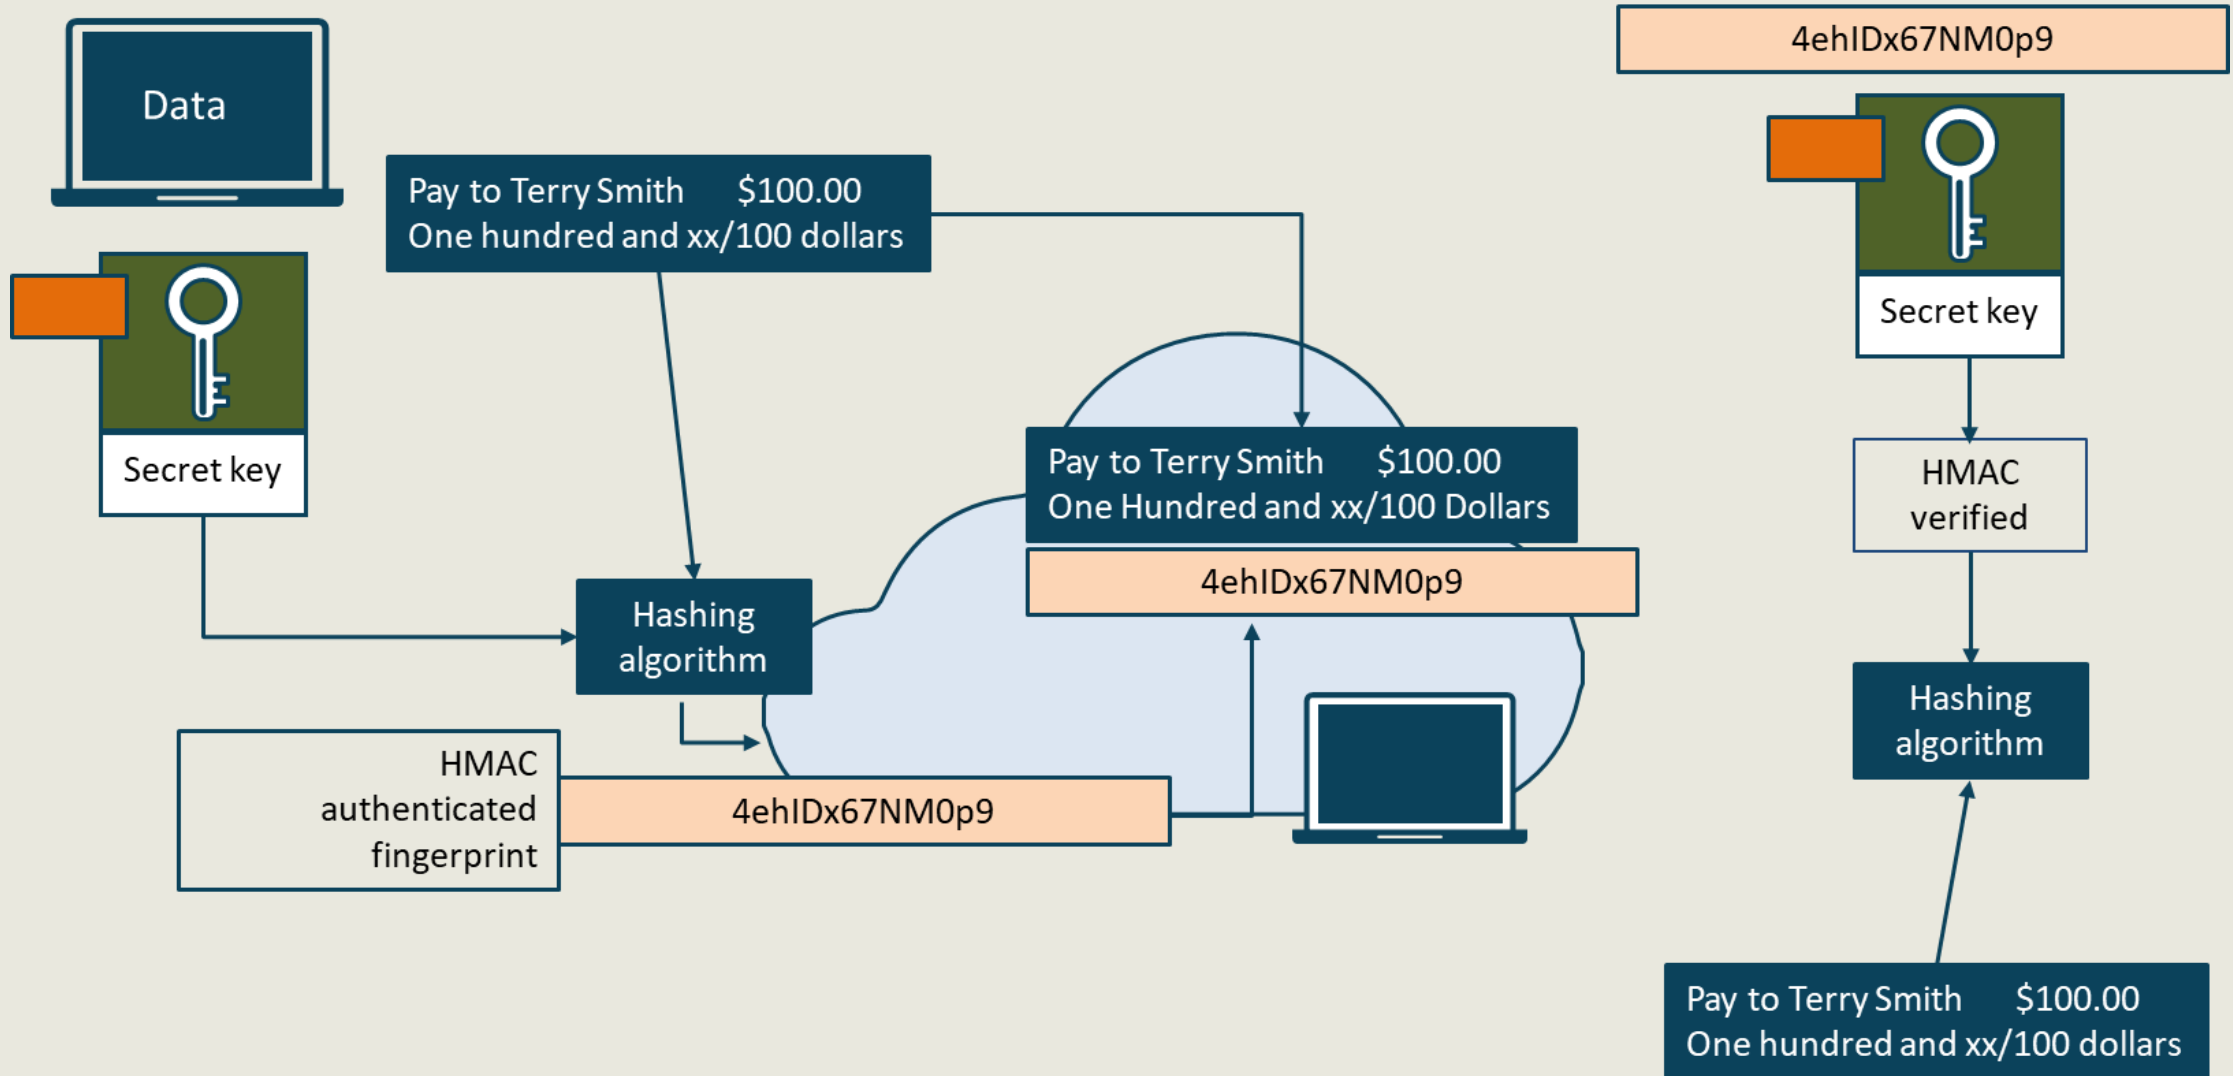 Data
Pay to Terry Smith $100.00
One hundred and xx/100 dollars
Secret key
Hashing
algorithm
HMAC
authenticated
fingerprint
4ehIDx67NM0p9
Pay to Terry Smith $100.00
One Hundred and xx/100 Dollars
4ehIDx67NM0p9
4ehIDx67NM0p9
Secret key
HMAC
verified
Hashing
algorithm
Pay to Terry Smith $100.00
One hundred and xx/100 dollars